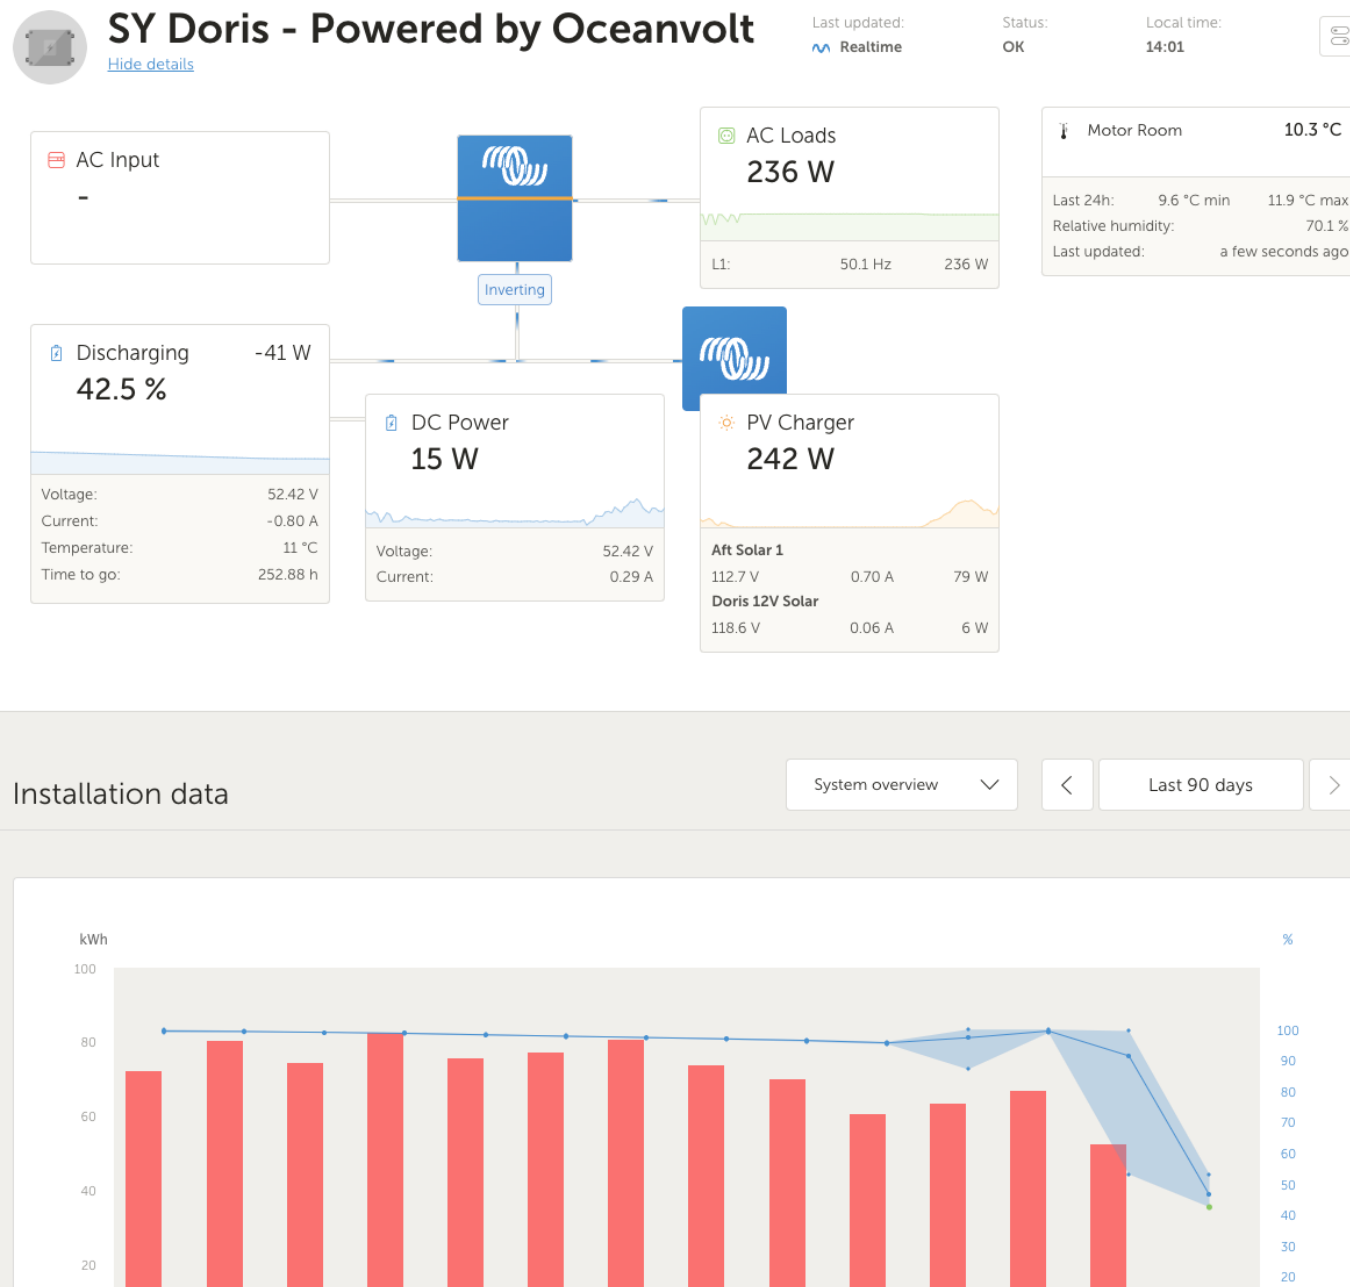 SY Doris - Powered by Oceanvolt
Hide details
Last updated:
Realtime
Status:
OK
Local time:
14:01
AC Input
-
Inverting
AC Loads
236 W
L1: 50.1 Hz 236 W
Motor Room 10.3 °C
Last 24h: 9.6 °C min 11.9 °C max
Relative humidity: 70.1 %
Last updated: a few seconds ago
Discharging -41 W
42.5 %
Voltage: 52.42 V
Current: -0.80 A
Temperature: 11 °C
Time to go: 252.88 h
DC Power
15 W
Voltage: 52.42 V
Current: 0.29 A
PV Charger
242 W
Aft Solar 1
112.7 V 0.70 A 79 W
Doris 12V Solar
118.6 V 0.06 A 6 W
Installation data
System overview
Last 90 days
kWh
100
80
60
40
20
%
100
90
80
70
60
50
40
30
20